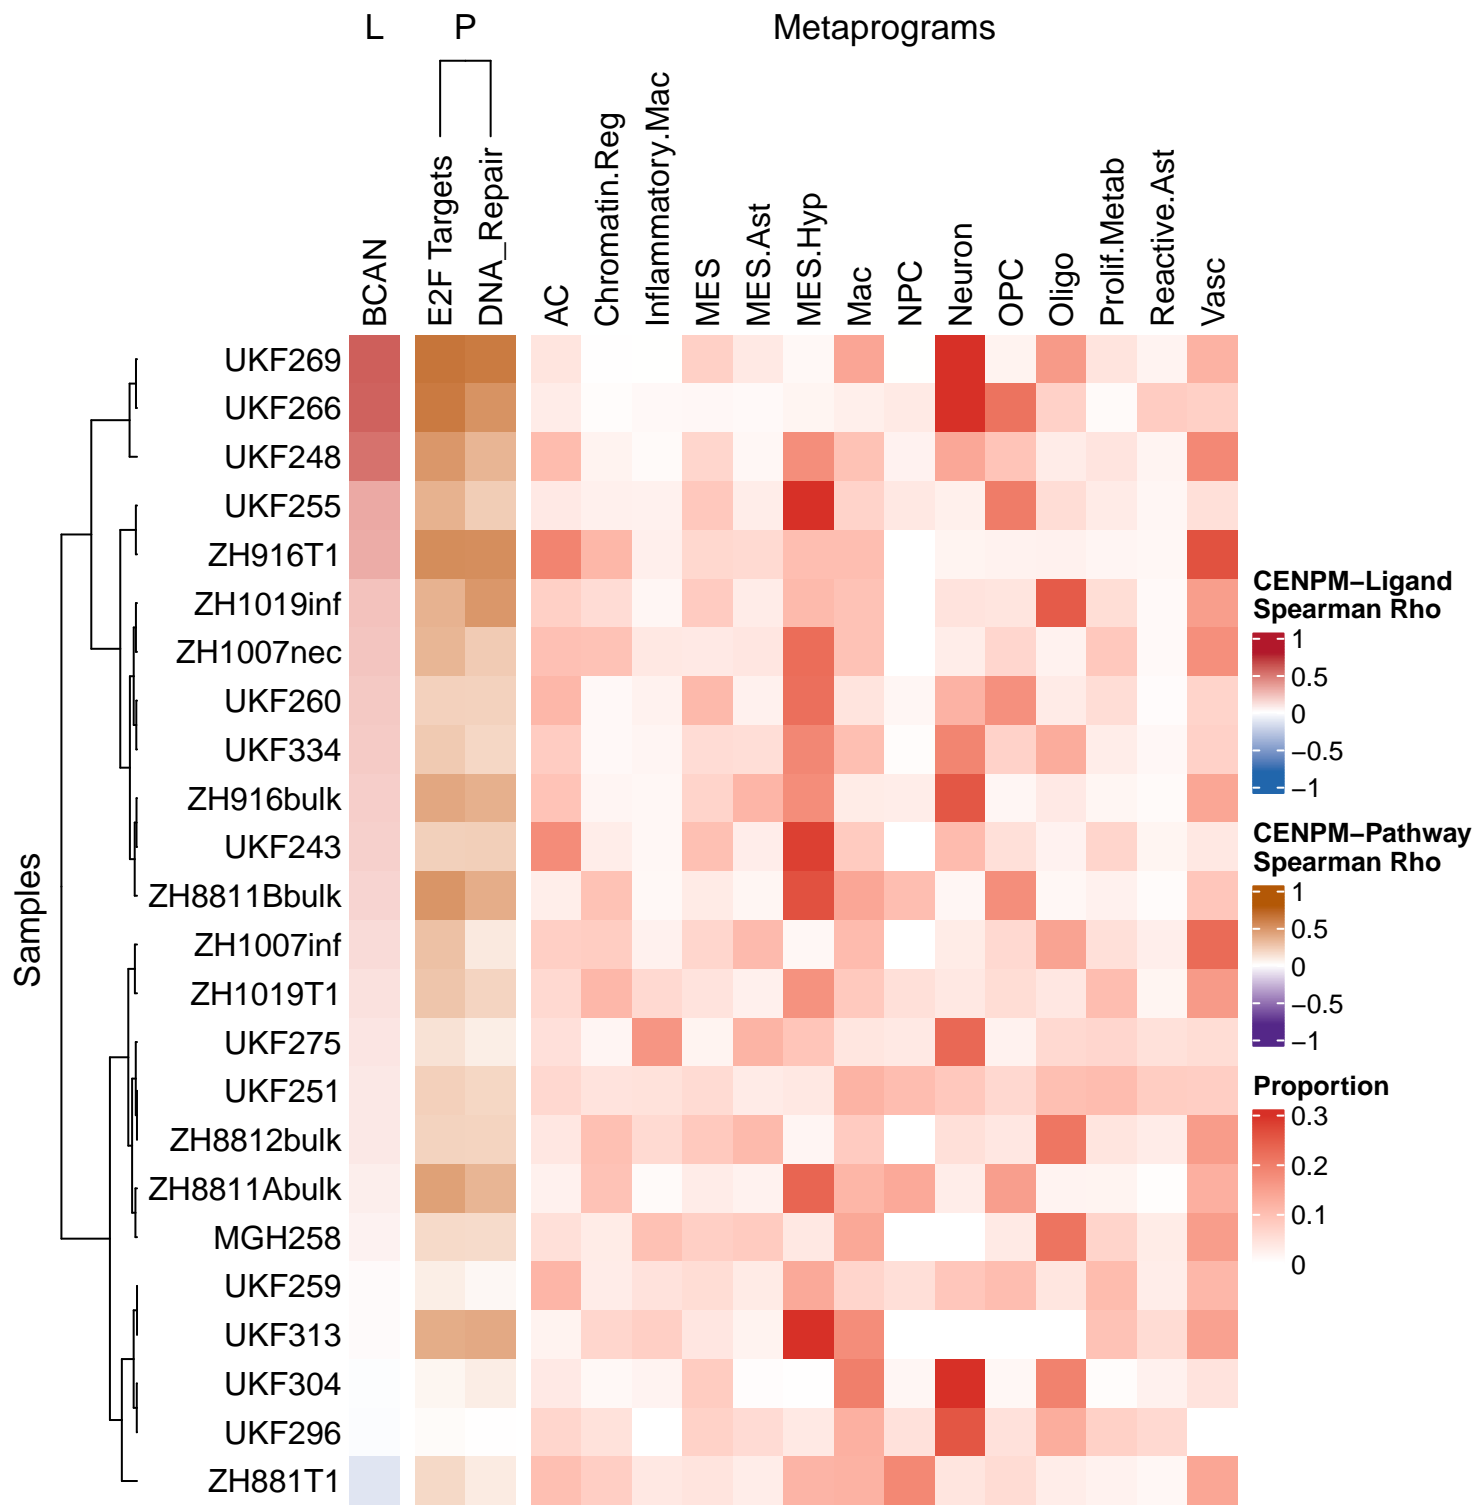 L
P
Metaprograms
BCAN
E2F Targets
DNA_Repair
AC
Chromatin.Reg
Inflammatory.Mac
MES
MES.Ast
MES.Hyp
Mac
NPC
Neuron
OPC
Oligo
Prolif.Metab
Reactive.Ast
Vasc
Samples
UKF269
UKF266
UKF248
UKF255
ZH916T1
ZH1019inf
ZH1007nec
UKF260
UKF334
ZH916bulk
UKF243
ZH8811Bbulk
ZH1007inf
ZH1019T1
UKF275
UKF251
ZH8812bulk
ZH8811Abulk
MGH258
UKF259
UKF313
UKF304
UKF296
ZH881T1
CENPM−Ligand
Spearman Rho
1
0.5
0
−0.5
−1
CENPM−Pathway
Spearman Rho
1
0.5
0
−0.5
−1
Proportion
0.3
0.2
0.1
0